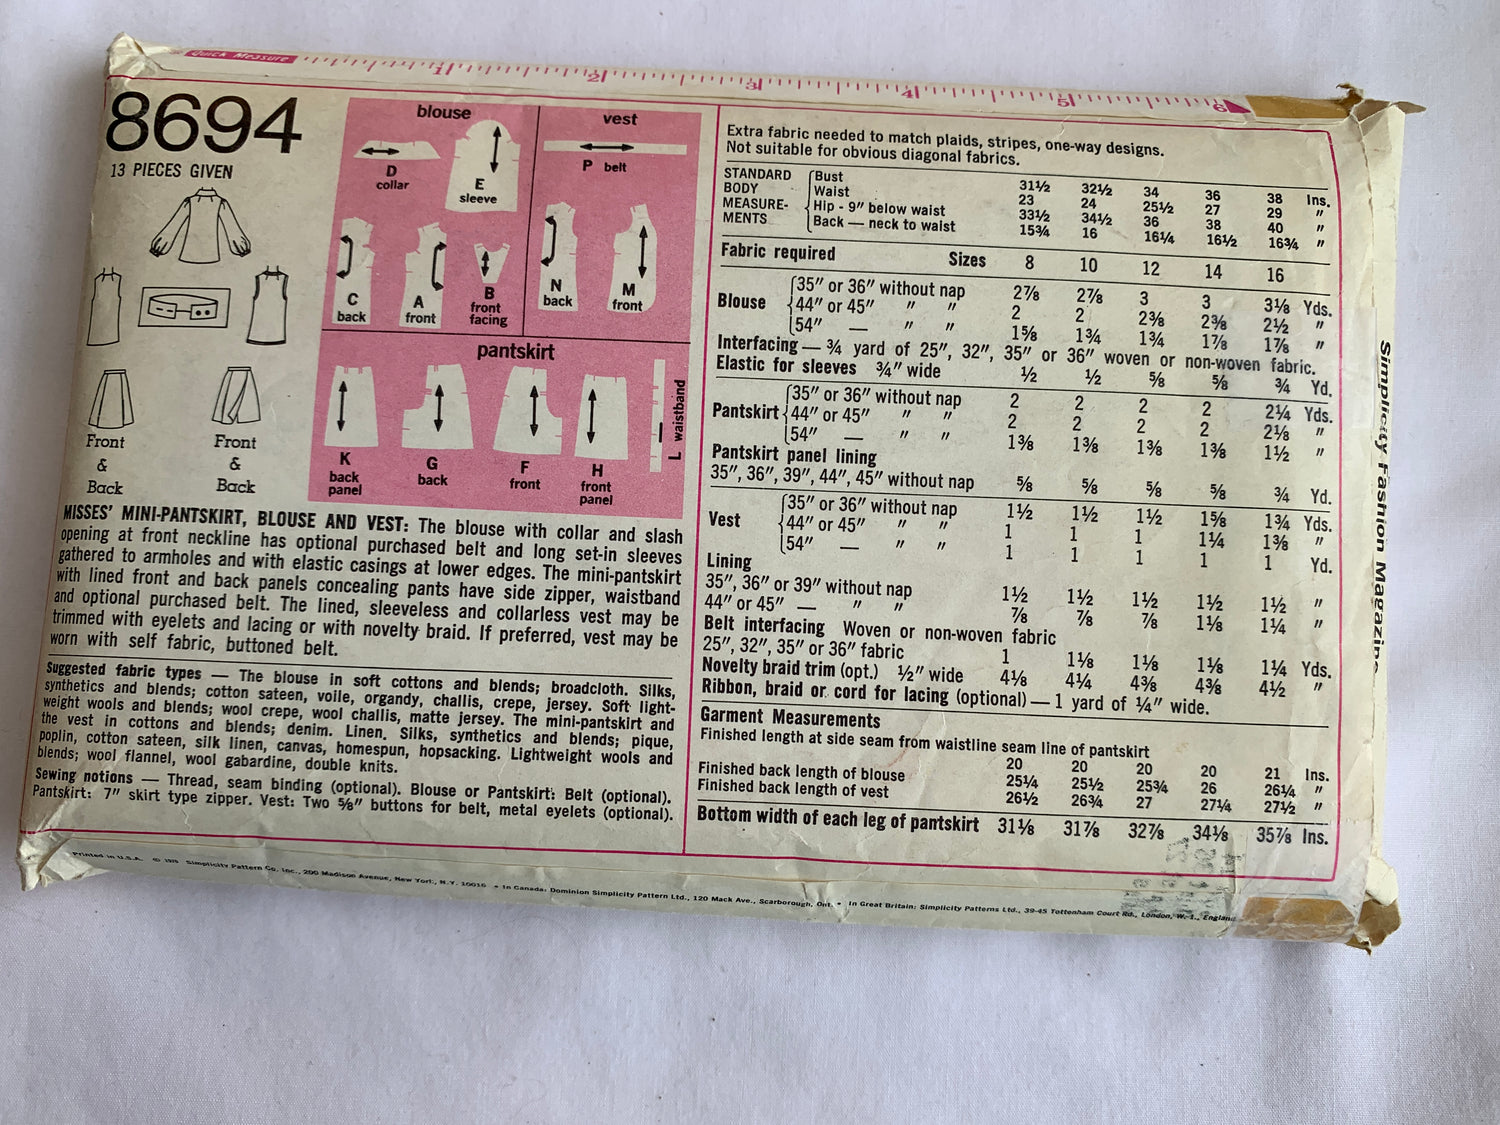 Quick Measure
1 2 3 4 5 6
8694
13 PIECES GIVEN
blouse
D
collar
E
sleeve
C
back
A
front
B
front
facing
vest
P belt
N
back
M
front
pantskirt
K
back
panel
G
back
F
front
H
front
panel
L waistband
Front
&
Back
Front
&
Back
MISSES' MINI-PANTSKIRT, BLOUSE AND VEST: The blouse with collar and slash
opening at front neckline has optional purchased belt and long set-in sleeves
gathered to armholes and with elastic casings at lower edges. The mini-pantskirt
with lined front and back panels concealing pants have side zipper, waistband
and optional purchased belt. The lined, sleeveless and collarless vest may be
trimmed with eyelets and lacing or with novelty braid. If preferred, vest may be
worn with self fabric, buttoned belt.
Suggested fabric types — The blouse in soft cottons and blends; broadcloth. Silks,
synthetics and blends; cotton sateen, voile, organdy, challis, crepe, jersey. Soft light-
weight wools and blends; wool crepe, wool challis, matte jersey. The mini-pantskirt and
the vest in cottons and blends; denim. Linen. Silks, synthetics and blends; pique,
poplin, cotton sateen, silk linen, canvas, homespun, hopsacking. Lightweight wools and
blends; wool flannel, wool gabardine, double knits.
Sewing notions — Thread, seam binding (optional). Blouse or Pantskirt: Belt (optional).
Pantskirt: 7" skirt type zipper. Vest: Two ⅝" buttons for belt, metal eyelets (optional).
Extra fabric needed to match plaids, stripes, one-way designs.
Not suitable for obvious diagonal fabrics.
STANDARD BODY MEASURE-MENTS
Bust 31½ 32½ 34 36 38 Ins.
Waist 23 24 25½ 27 29 "
Hip - 9" below waist 33½ 34½ 36 38 40 "
Back — neck to waist 15¾ 16 16¼ 16½ 16¾ "
Fabric required Sizes 8 10 12 14 16
Blouse 35" or 36" without nap 2⅞ 2⅞ 3 3 3⅛ Yds.
44" or 45" " " 2 2 2⅜ 2⅜ 2½ "
54" — " " 1⅝ 1¾ 1¾ 1⅞ 1⅞ "
Interfacing — ¾ yard of 25", 32", 35" or 36" woven or non-woven fabric.
Elastic for sleeves ¾" wide ½ ½ ⅝ ⅝ ¾ Yd.
Pantskirt 35" or 36" without nap 2 2 2 2 2¼ Yds.
44" or 45" " " 2 2 2 2 2⅛ "
54" — " " 1⅜ 1⅜ 1⅜ 1⅜ 1½ "
Pantskirt panel lining
35", 36", 39", 44", 45" without nap ⅝ ⅝ ⅝ ⅝ ¾ Yd.
Vest 35" or 36" without nap 1½ 1½ 1½ 1⅝ 1¾ Yds.
44" or 45" " " 1 1 1 1¼ 1⅜ "
54" — " " 1 1 1 1 1 Yd.
Lining
35", 36" or 39" without nap 1½ 1½ 1½ 1½ 1½ "
44" or 45" — " " ⅞ ⅞ ⅞ 1⅛ 1¼ "
Belt interfacing Woven or non-woven fabric
25", 32", 35" or 36" fabric 1 1⅛ 1⅛ 1⅛ 1¼ Yds.
Novelty braid trim (opt.) ½" wide 4⅛ 4¼ 4⅜ 4⅜ 4½ "
Ribbon, braid or cord for lacing (optional) — 1 yard of ¼" wide.
Garment Measurements
Finished length at side seam from waistline seam line of pantskirt
20 20 20 20 21 Ins.
Finished back length of blouse 25¼ 25½ 25¾ 26 26¼ "
Finished back length of vest 26½ 26¾ 27 27¼ 27½ "
Bottom width of each leg of pantskirt 31⅛ 31⅞ 32⅞ 34⅛ 35⅞ Ins.
Simplicity Fashion Magazine
Printed in U.S.A. © 1970 Simplicity Pattern Co. Inc., 200 Madison Avenue, New York, N.Y. 10016 • In Canada: Dominion Simplicity Pattern Ltd., 120 Mack Ave., Scarborough, Ont. • In Great Britain: Simplicity Patterns Ltd., 39-45 Tottenham Court Rd., London, W. 1., England